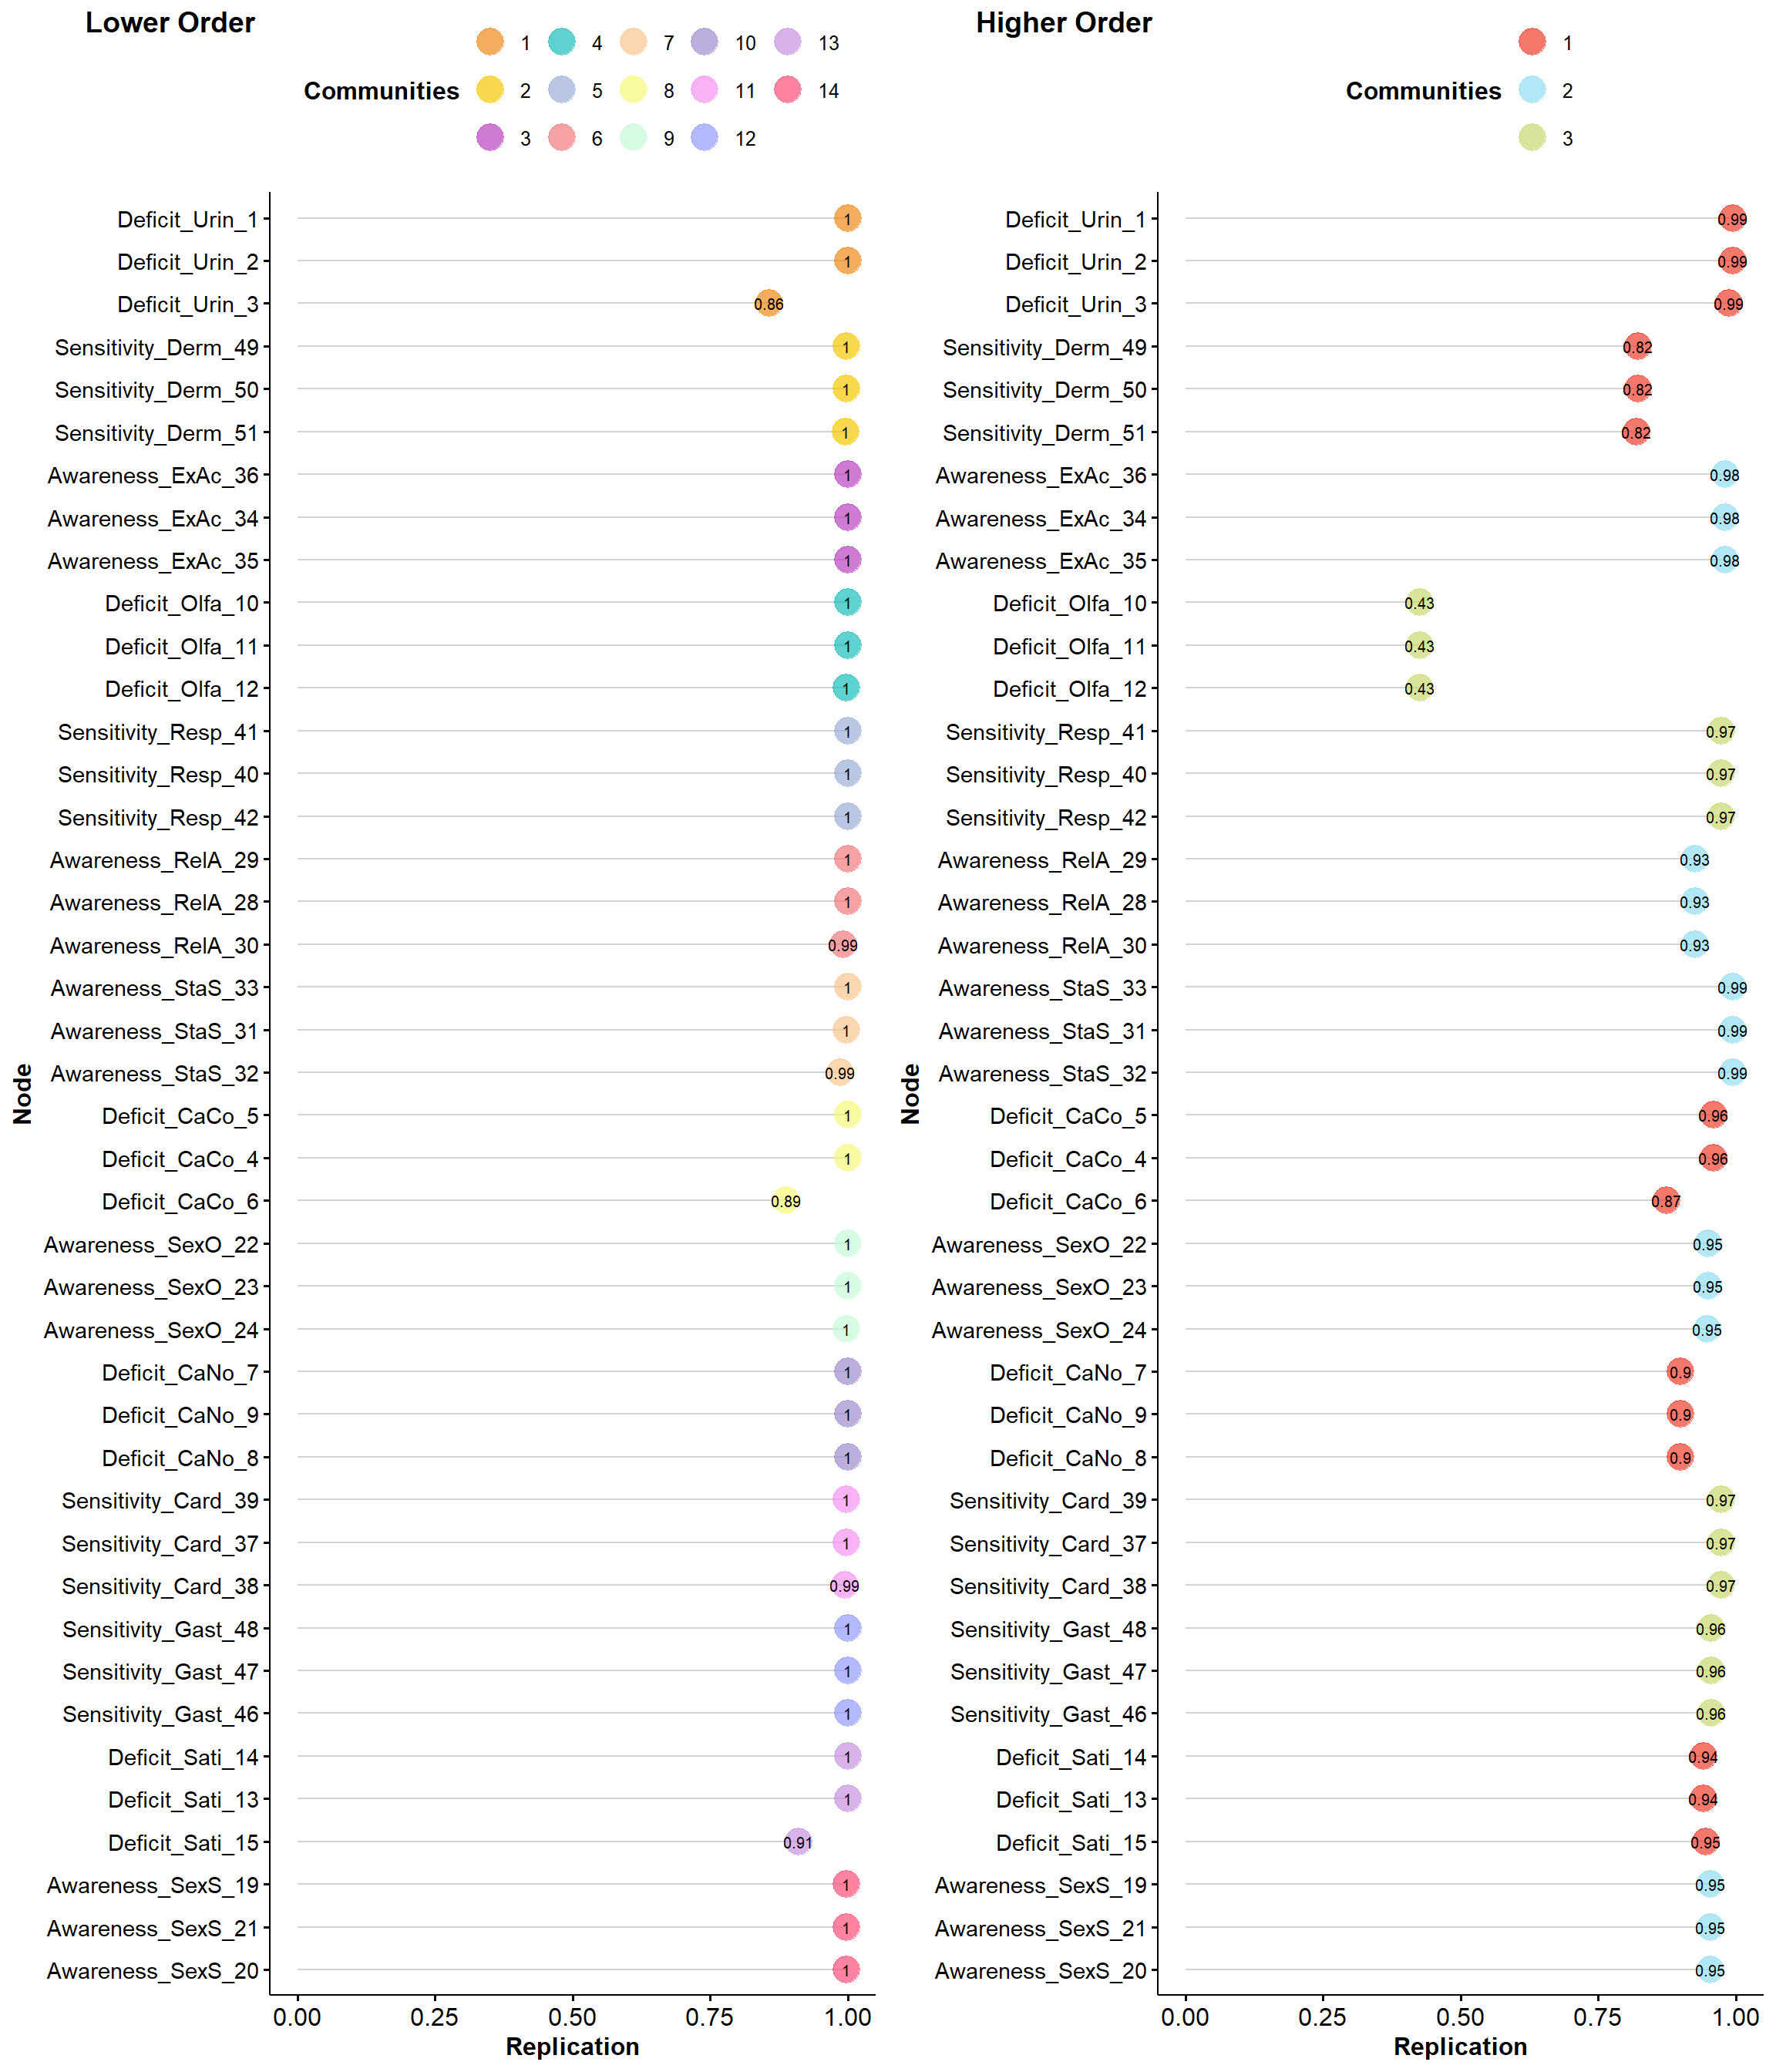 Lower Order
Communities
1 4 7 10 13
2 5 8 11 14
3 6 9 12
Node
Deficit_Urin_1 1
Deficit_Urin_2 1
Deficit_Urin_3 0.86
Sensitivity_Derm_49 1
Sensitivity_Derm_50 1
Sensitivity_Derm_51 1
Awareness_ExAc_36 1
Awareness_ExAc_34 1
Awareness_ExAc_35 1
Deficit_Olfa_10 1
Deficit_Olfa_11 1
Deficit_Olfa_12 1
Sensitivity_Resp_41 1
Sensitivity_Resp_40 1
Sensitivity_Resp_42 1
Awareness_RelA_29 1
Awareness_RelA_28 1
Awareness_RelA_30 0.99
Awareness_StaS_33 1
Awareness_StaS_31 1
Awareness_StaS_32 0.99
Deficit_CaCo_5 1
Deficit_CaCo_4 1
Deficit_CaCo_6 0.89
Awareness_SexO_22 1
Awareness_SexO_23 1
Awareness_SexO_24 1
Deficit_CaNo_7 1
Deficit_CaNo_9 1
Deficit_CaNo_8 1
Sensitivity_Card_39 1
Sensitivity_Card_37 1
Sensitivity_Card_38 0.99
Sensitivity_Gast_48 1
Sensitivity_Gast_47 1
Sensitivity_Gast_46 1
Deficit_Sati_14 1
Deficit_Sati_13 1
Deficit_Sati_15 0.91
Awareness_SexS_19 1
Awareness_SexS_21 1
Awareness_SexS_20 1
0.00 0.25 0.50 0.75 1.00
Replication
Higher Order
Communities
1
2
3
Node
Deficit_Urin_1 0.99
Deficit_Urin_2 0.99
Deficit_Urin_3 0.99
Sensitivity_Derm_49 0.82
Sensitivity_Derm_50 0.82
Sensitivity_Derm_51 0.82
Awareness_ExAc_36 0.98
Awareness_ExAc_34 0.98
Awareness_ExAc_35 0.98
Deficit_Olfa_10 0.43
Deficit_Olfa_11 0.43
Deficit_Olfa_12 0.43
Sensitivity_Resp_41 0.97
Sensitivity_Resp_40 0.97
Sensitivity_Resp_42 0.97
Awareness_RelA_29 0.93
Awareness_RelA_28 0.93
Awareness_RelA_30 0.93
Awareness_StaS_33 0.99
Awareness_StaS_31 0.99
Awareness_StaS_32 0.99
Deficit_CaCo_5 0.96
Deficit_CaCo_4 0.96
Deficit_CaCo_6 0.87
Awareness_SexO_22 0.95
Awareness_SexO_23 0.95
Awareness_SexO_24 0.95
Deficit_CaNo_7 0.9
Deficit_CaNo_9 0.9
Deficit_CaNo_8 0.9
Sensitivity_Card_39 0.97
Sensitivity_Card_37 0.97
Sensitivity_Card_38 0.97
Sensitivity_Gast_48 0.96
Sensitivity_Gast_47 0.96
Sensitivity_Gast_46 0.96
Deficit_Sati_14 0.94
Deficit_Sati_13 0.94
Deficit_Sati_15 0.95
Awareness_SexS_19 0.95
Awareness_SexS_21 0.95
Awareness_SexS_20 0.95
0.00 0.25 0.50 0.75 1.00
Replication